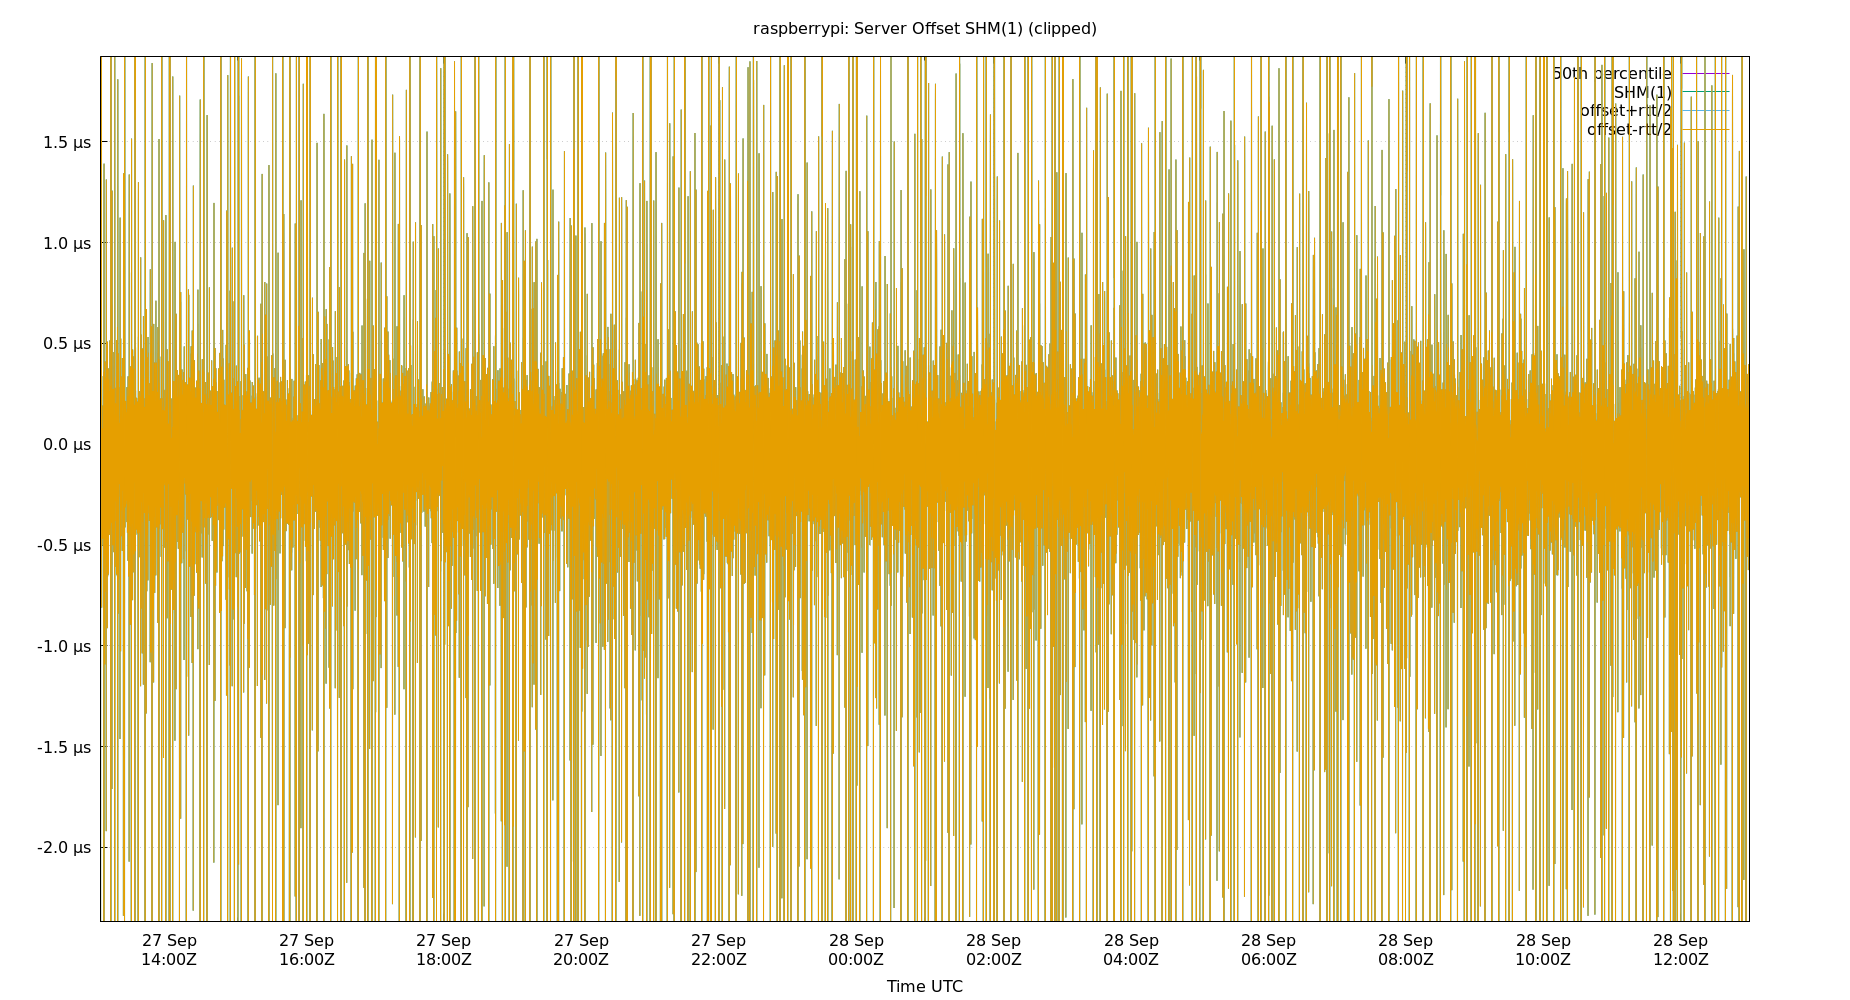 raspberrypi: Server Offset SHM(1) (clipped)
50th percentile
SHM(1)
offset+rtt/2
offset-rtt/2
1.5 µs
1.0 µs
0.5 µs
0.0 µs
-0.5 µs
-1.0 µs
-1.5 µs
-2.0 µs
27 Sep 27 Sep 27 Sep 27 Sep 27 Sep 28 Sep 28 Sep 28 Sep 28 Sep 28 Sep 28 Sep 28 Sep
14:00Z 16:00Z 18:00Z 20:00Z 22:00Z 00:00Z 02:00Z 04:00Z 06:00Z 08:00Z 10:00Z 12:00Z
Time UTC